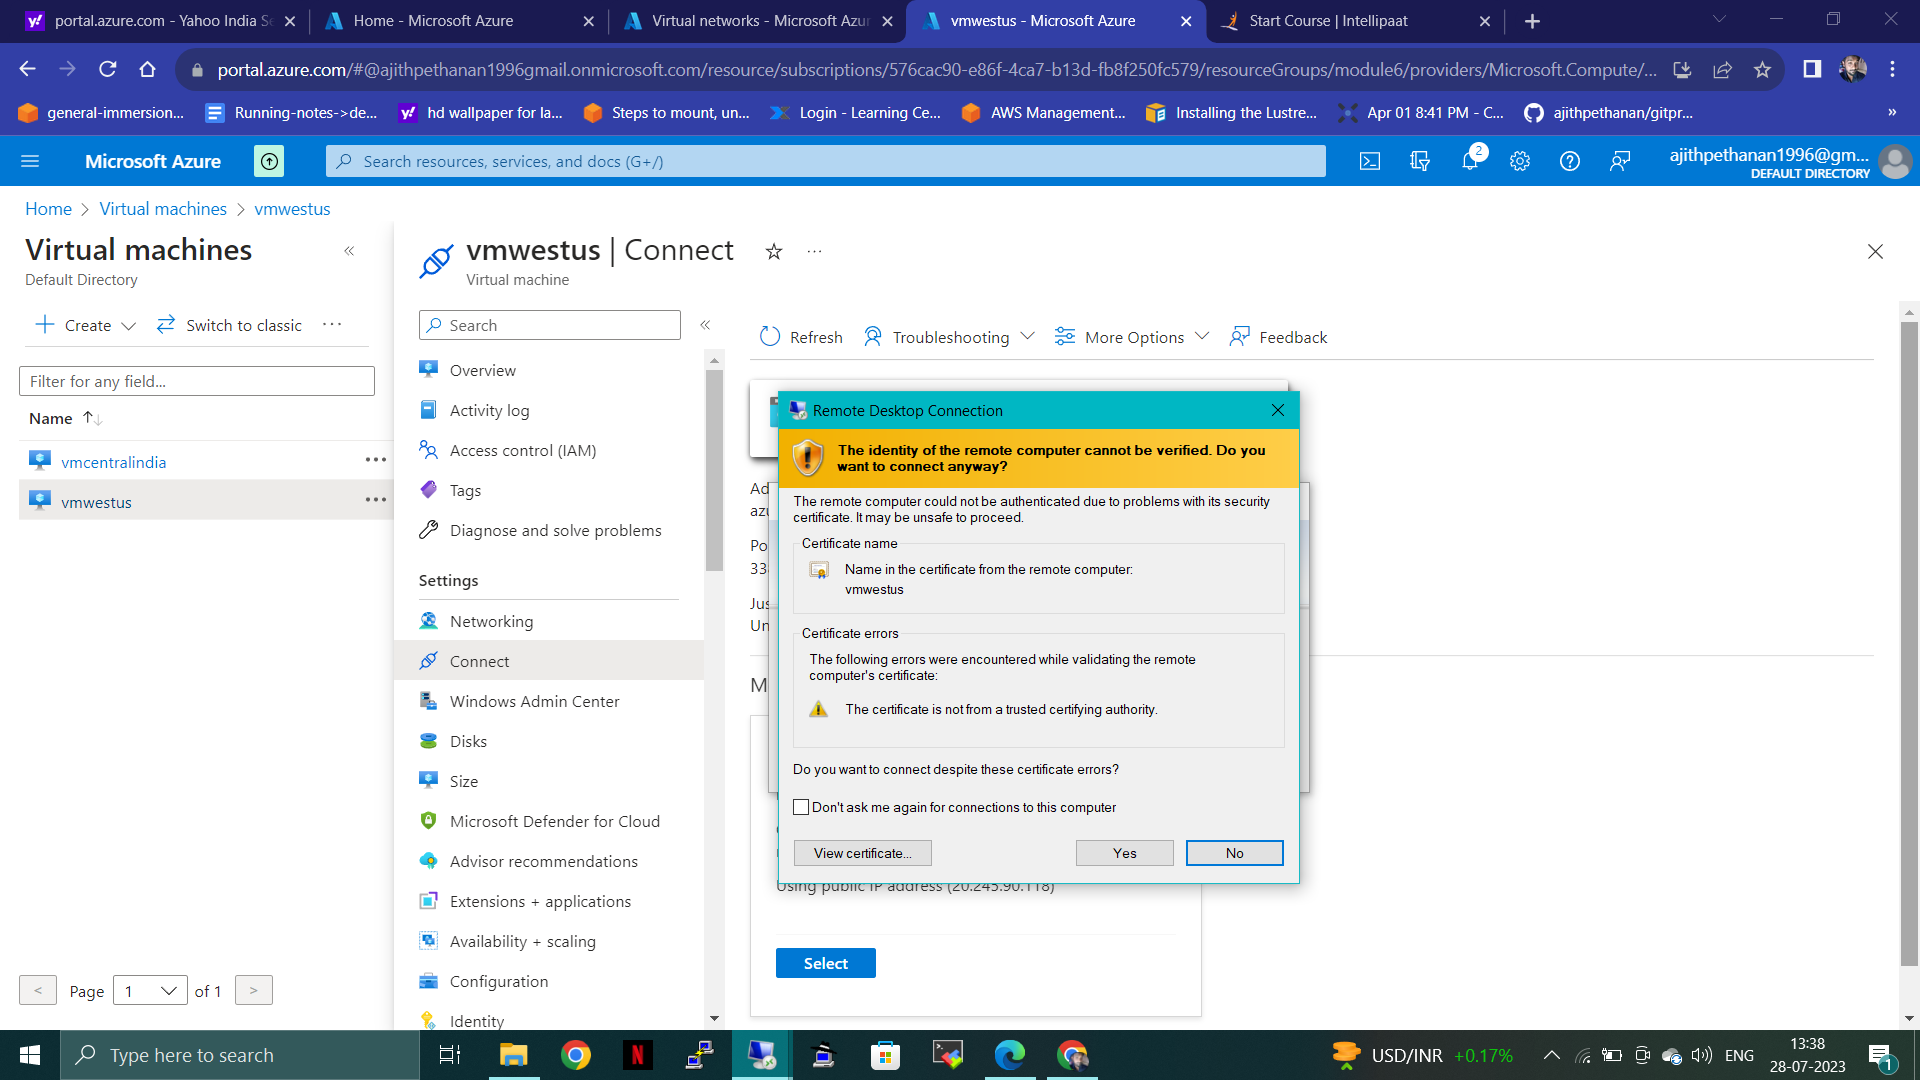 portal.azure.com - Yahoo India Se
Home - Microsoft Azure
Virtual networks - Microsoft Azur
vmwestus - Microsoft Azure
Start Course | Intellipaat
portal.azure.com/#@ajithpethanan1996gmail.onmicrosoft.com/resource/subscriptions/576cac90-e86f-4ca7-b13d-fb8f250fc579/resourceGroups/module6/providers/Microsoft.Compute/...
general-immersion...
Running-notes->de...
hd wallpaper for la...
Steps to mount, un...
Login - Learning Ce...
AWS Management...
Installing the Lustre...
Apr 01 8:41 PM - C...
ajithpethanan/gitpr...
»
Microsoft Azure
Search resources, services, and docs (G+/)
2
ajithpethanan1996@gm...
DEFAULT DIRECTORY
Home > Virtual machines > vmwestus
Virtual machines
Default Directory
Create
Switch to classic
Filter for any field...
Name
vmcentralindia
vmwestus
< Page 1 of 1 >
vmwestus | Connect
Virtual machine
Search
Overview
Activity log
Access control (IAM)
Tags
Diagnose and solve problems
Settings
Networking
Connect
Windows Admin Center
Disks
Size
Microsoft Defender for Cloud
Advisor recommendations
Extensions + applications
Availability + scaling
Configuration
Identity
Refresh
Troubleshooting
More Options
Feedback
Ad
azu
Po
33
Jus
Un
M
Remote Desktop Connection
The identity of the remote computer cannot be verified. Do you
want to connect anyway?
The remote computer could not be authenticated due to problems with its security
certificate. It may be unsafe to proceed.
Certificate name
Name in the certificate from the remote computer:
vmwestus
Certificate errors
The following errors were encountered while validating the remote
computer's certificate:
The certificate is not from a trusted certifying authority.
Do you want to connect despite these certificate errors?
Don't ask me again for connections to this computer
View certificate...
Yes
No
Using public IP address (20.245.90.118)
Select
Type here to search
USD/INR +0.17%
ENG
13:38
28-07-2023
1